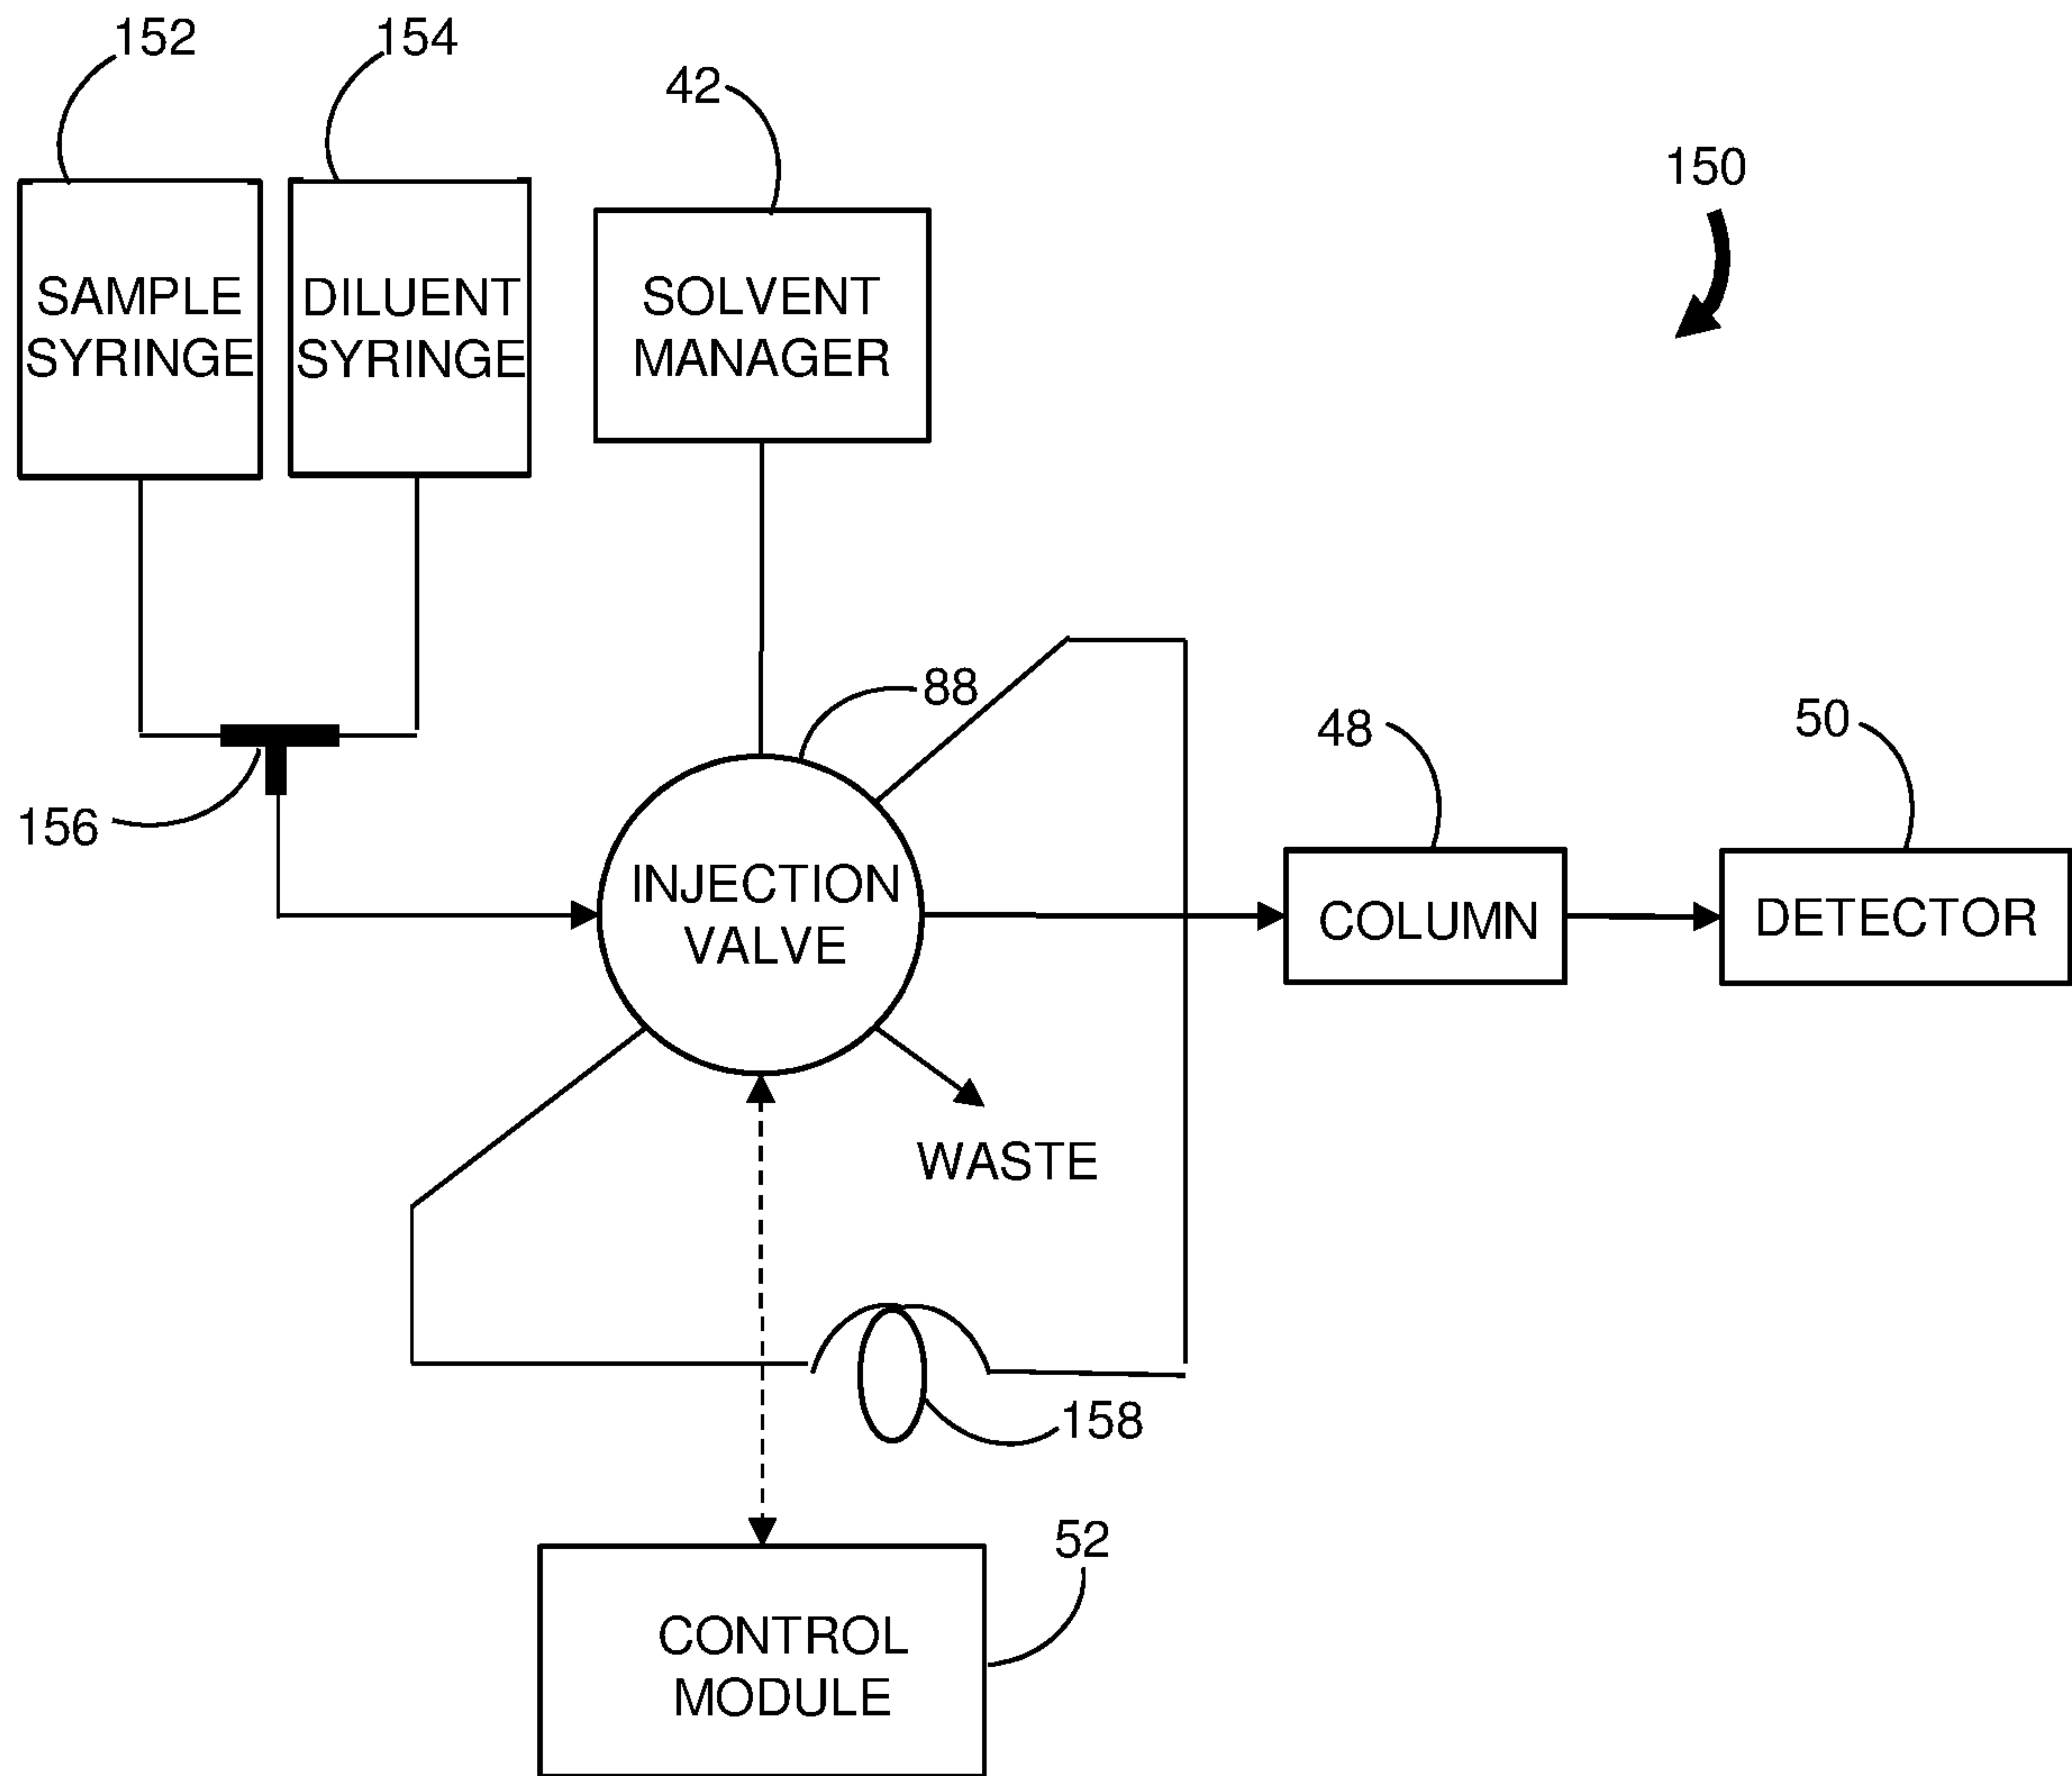 152
154
42
150
SAMPLE
SYRINGE
DILUENT
SYRINGE
SOLVENT
MANAGER
88
48
50
156
INJECTION
VALVE
COLUMN
DETECTOR
WASTE
158
52
CONTROL
MODULE